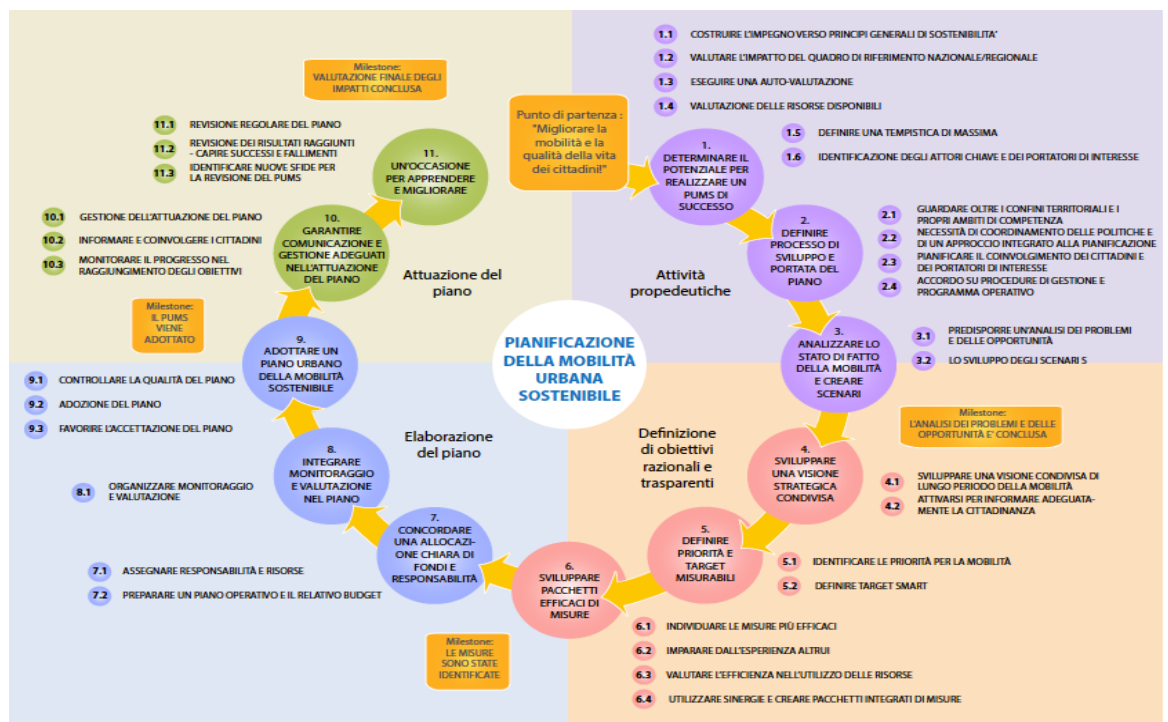 Milestone:
VALUTAZIONE FINALE DEGLI
IMPATTI CONCLUSA
11.1 REVISIONE REGOLARE DEL PIANO
11.2 REVISIONE DEI RISULTATI RAGGIUNTI
- CAPIRE SUCCESSI E FALLIMENTI
11.3 IDENTIFICARE NUOVE SFIDE PER
LA REVISIONE DEL PUMS
11.
UN'OCCASIONE
PER APPRENDERE
E MIGLIORARE
Punto di partenza :
"Migliorare la
mobilità e la
qualità della vita
dei cittadini!"
1.1 COSTRUIRE L'IMPEGNO VERSO PRINCIPI GENERALI DI SOSTENIBILITA'
1.2 VALUTARE L'IMPATTO DEL QUADRO DI RIFERIMENTO NAZIONALE/REGIONALE
1.3 ESEGUIRE UNA AUTO-VALUTAZIONE
1.4 VALUTAZIONE DELLE RISORSE DISPONIBILI
1.5 DEFINIRE UNA TEMPISTICA DI MASSIMA
1.6 IDENTIFICAZIONE DEGLI ATTORI CHIAVE E DEI PORTATORI DI INTERESSE
1.
DETERMINARE IL
POTENZIALE PER
REALIZZARE UN
PUMS DI
SUCCESSO
10.1 GESTIONE DELL'ATTUAZIONE DEL PIANO
10.2 INFORMARE E COINVOLGERE I CITTADINI
10.3 MONITORARE IL PROGRESSO NEL
RAGGIUNGIMENTO DEGLI OBIETTIVI
10.
GARANTIRE
COMUNICAZIONE E
GESTIONE ADEGUATI
NELL'ATTUAZIONE
DEL PIANO
Attuazione del
piano
Attività
propedeutiche
2.
DEFINIRE
PROCESSO DI
SVILUPPO E
PORTATA DEL
PIANO
2.1 GUARDARE OLTRE I CONFINI TERRITORIALI E I
PROPRI AMBITI DI COMPETENZA
2.2 NECESSITÀ DI COORDINAMENTO DELLE POLITICHE E
DI UN APPROCCIO INTEGRATO ALLA PIANIFICAZIONE
2.3 PIANIFICARE IL COINVOLGIMENTO DEI CITTADINI E
DEI PORTATORI DI INTERESSE
2.4 ACCORDO SU PROCEDURE DI GESTIONE E
PROGRAMMA OPERATIVO
Milestone:
IL PUMS
VIENE
ADOTTATO
9.
ADOTTARE UN
PIANO URBANO
DELLA MOBILITÀ
SOSTENIBILE
PIANIFICAZIONE
DELLA MOBILITÀ
URBANA
SOSTENIBILE
3.
ANALIZZARE LO
STATO DI FATTO
DELLA MOBILITÀ
E CREARE
SCENARI
3.1 PREDISPORRE UN'ANALISI DEI PROBLEMI
E DELLE OPPORTUNITÀ
3.2 LO SVILUPPO DEGLI SCENARI S
9.1 CONTROLLARE LA QUALITÀ DEL PIANO
9.2 ADOZIONE DEL PIANO
9.3 FAVORIRE L'ACCETTAZIONE DEL PIANO
Milestone:
L'ANALISI DEI PROBLEMI E DELLE
OPPORTUNITÀ E' CONCLUSA
Elaborazione
del piano
Definizione
di obiettivi
razionali e
trasparenti
8.
INTEGRARE
MONITORAGGIO
E VALUTAZIONE
NEL PIANO
8.1 ORGANIZZARE MONITORAGGIO
E VALUTAZIONE
4.
SVILUPPARE
UNA VISIONE
STRATEGICA
CONDIVISA
4.1 SVILUPPARE UNA VISIONE CONDIVISA DI
LUNGO PERIODO DELLA MOBILITÀ
4.2 ATTIVARSI PER INFORMARE ADEGUATA-
MENTE LA CITTADINANZA
7.
CONCORDARE
UNA ALLOCAZI-
ONE CHIARA DI
FONDI E
RESPONSABILITÀ
7.1 ASSEGNARE RESPONSABILITÀ E RISORSE
7.2 PREPARARE UN PIANO OPERATIVO E IL RELATIVO BUDGET
5.
DEFINIRE
PRIORITÀ E
TARGET
MISURABILI
5.1 IDENTIFICARE LE PRIORITÀ PER LA MOBILITÀ
5.2 DEFINIRE TARGET SMART
6.
SVILUPPARE
PACCHETTI
EFFICACI DI
MISURE
Milestone:
LE MISURE
SONO STATE
IDENTIFICATE
6.1 INDIVIDUARE LE MISURE PIÙ EFFICACI
6.2 IMPARARE DALL'ESPERIENZA ALTRUI
6.3 VALUTARE L'EFFICIENZA NELL'UTILIZZO DELLE RISORSE
6.4 UTILIZZARE SINERGIE E CREARE PACCHETTI INTEGRATI DI MISURE